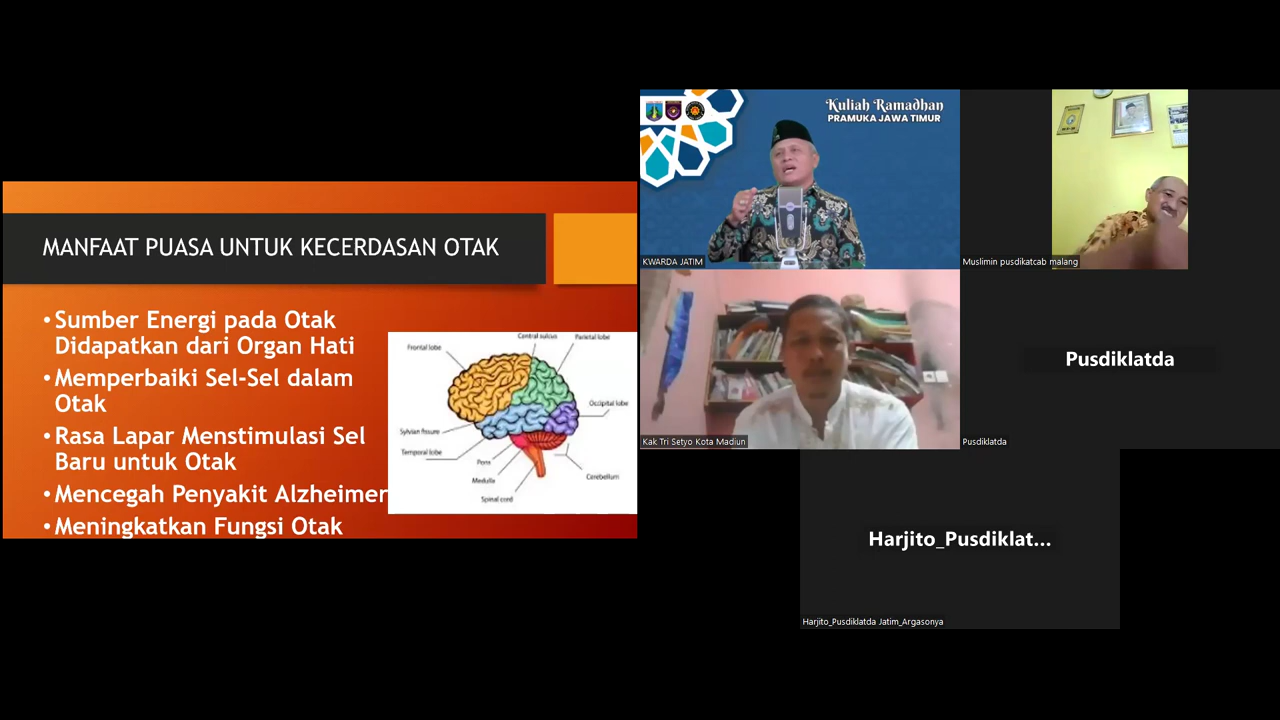 MANFAAT PUASA UNTUK KECERDASAN OTAK
•Sumber Energi pada Otak
Didapatkan dari Organ Hati
•Memperbaiki Sel-Sel dalam
Otak
•Rasa Lapar Menstimulasi Sel
Baru untuk Otak
•Mencegah Penyakit Alzheimer
•Meningkatkan Fungsi Otak
Central sulcus
Parietal lobe
Frontal lobe
Occipital lobe
Sylvian fissure
Temporal lobe
Pons
Medulla
Cerebellum
Spinal cord
Kuliah Ramadhan
PRAMUKA JAWA TIMUR
KWARDA JATIM
Muslimin pusdikatcab malang
Kak Tri Setyo Kota Madiun
Pusdiklatda
Pusdiklatda
Harjito_Pusdiklat...
Harjito_Pusdiklatda Jatim_Argasonya